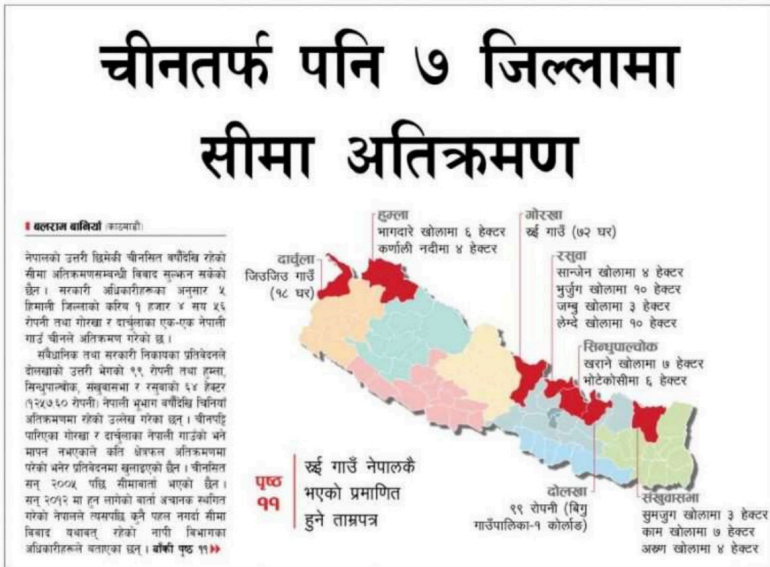 चीनतर्फ पनि ७ जिल्लामा
सीमा अतिक्रमण
बलराम बानियाँ (काठमाडौं)
नेपालको उत्तरी छिमेकी चीनसित वर्षौंदेखि रहेको
सीमा अतिक्रमणसम्बन्धी विवाद सुल्झन सकेको
छैन । सरकारी अधिकारीहरूका अनुसार ५
हिमाली जिल्लाको करिब १ हजार ४ सय ५६
रोपनी तथा गोरखा र दार्चुलाका एक-एक नेपाली
गाउँ चीनले अतिक्रमण गरेको छ ।
संवैधानिक तथा सरकारी निकायका प्रतिवेदनले
दोलखाको उत्तरी भेगको ९९ रोपनी तथा हुम्ला,
सिन्धुपाल्चोक, संखुवासभा र रसुवाको ६४ हेक्टर
(१२५७.६० रोपनी) नेपाली भूभाग वर्षौंदेखि चिनियाँ
अतिक्रमणमा रहेको उल्लेख गरेका छन् । चीनपट्टि
पारिएका गोरखा र दार्चुलाका नेपाली गाउँको भने
मापन नभएकाले कति क्षेत्रफल अतिक्रमणमा
परेको भनेर प्रतिवेदनमा खुलाइएको छैन । चीनसित
सन् २००५ पछि सीमावार्ता भएको छैन ।
सन् २०१२ मा हुन लागेको वार्ता अचानक स्थगित
गरेको नेपालले त्यसपछि कुनै पहल नगर्दा सीमा
विवाद यथावत् रहेको नापी विभागका
अधिकारीहरूले बताएका छन् । बाँकी पृष्ठ ११
दार्चुला
जिउजिउ गाउँ
(१८ घर)
हुम्ला
भागदारे खोलामा ६ हेक्टर
कर्णाली नदीमा ४ हेक्टर
गोरखा
रुई गाउँ (७२ घर)
रसुवा
सान्जेन खोलामा ४ हेक्टर
भुर्जुग खोलामा १० हेक्टर
जम्बु खोलामा ३ हेक्टर
लेम्दे खोलामा १० हेक्टर
सिन्धुपाल्चोक
खराने खोलामा ७ हेक्टर
भोटेकोसीमा ६ हेक्टर
दोलखा
९९ रोपनी (बिगु
गाउँपालिका-१ कोर्लाङ)
संखुवासभा
सुमजुग खोलामा ३ हेक्टर
काम खोलामा ७ हेक्टर
अरुण खोलामा ४ हेक्टर
पृष्ठ
११
रुई गाउँ नेपालकै
भएको प्रमाणित
हुने ताम्रपत्र